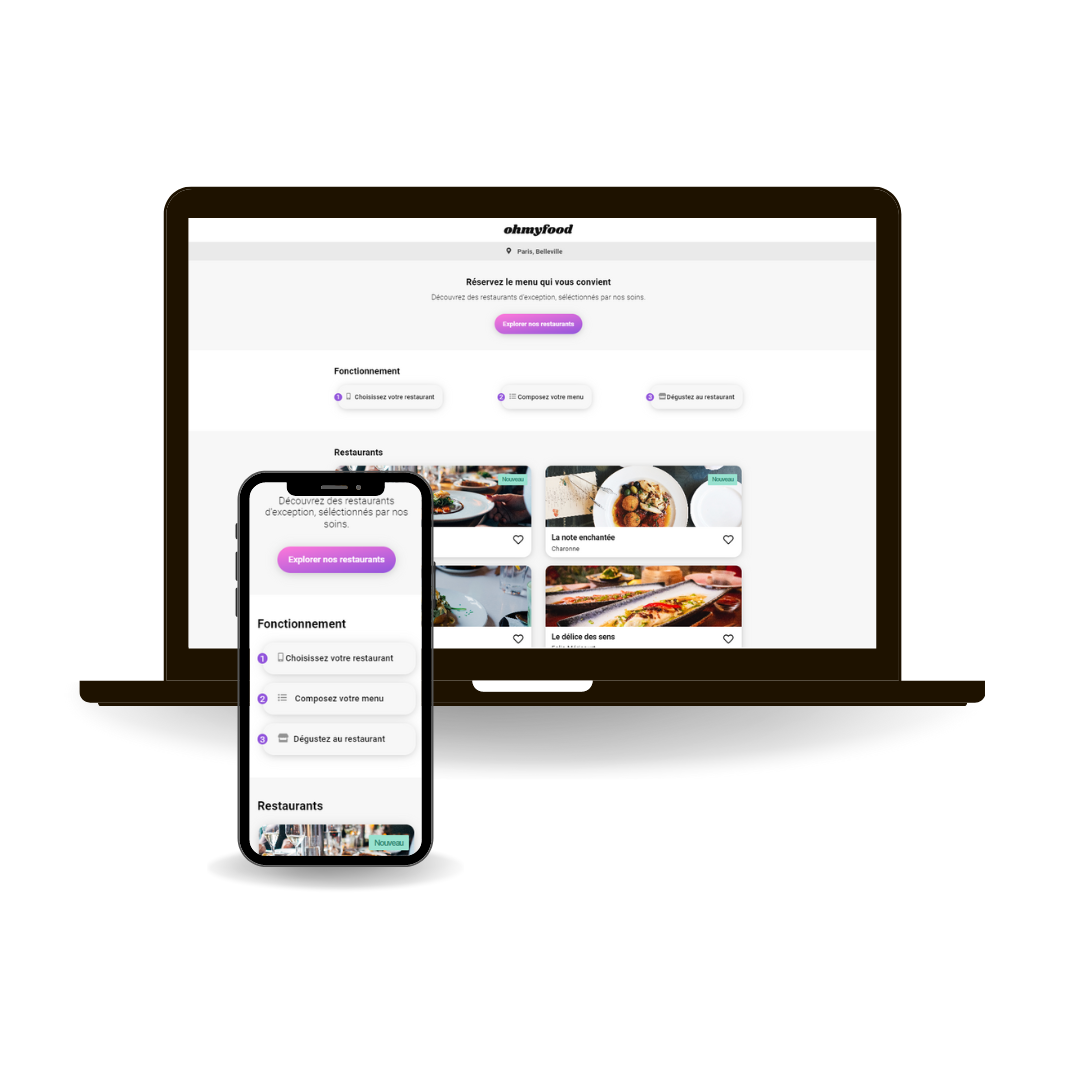 ohmyfood
Paris, Belleville
Réservez le menu qui vous convient
Découvrez des restaurants d'exception, séléctionnés par nos soins.
Explorer nos restaurants
Fonctionnement
1 Choisissez votre restaurant
2 Composez votre menu
3 Dégustez au restaurant
Restaurants
Nouveau
Nouveau
La note enchantée
Charonne
Le délice des sens
Découvrez des restaurants
d'exception, séléctionnés par nos
soins.
Explorer nos restaurants
Fonctionnement
1 Choisissez votre restaurant
2 Composez votre menu
3 Dégustez au restaurant
Restaurants
Nouveau